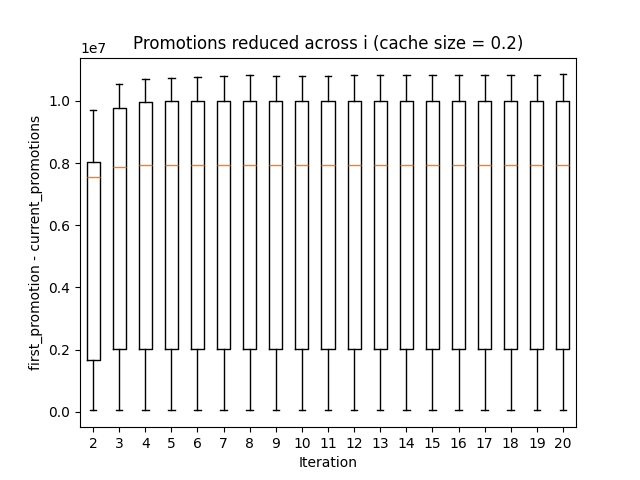 1e7
Promotions reduced across i (cache size = 0.2)
first_promotion - current_promotions
1.0
0.8
0.6
0.4
0.2
0.0
2 3 4 5 6 7 8 9 10 11 12 13 14 15 16 17 18 19 20
Iteration